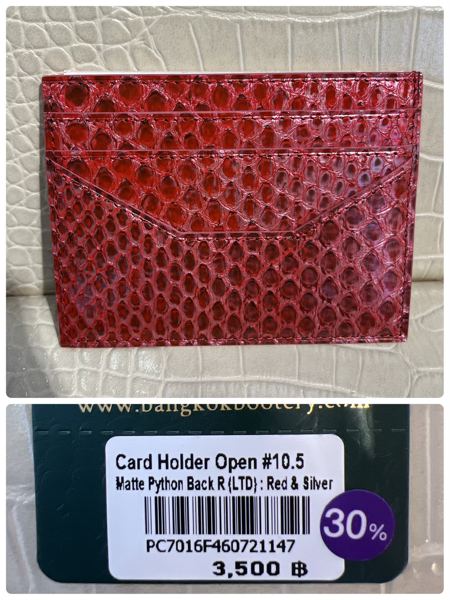 www.bangkokbootery.com
Card Holder Open #10.5
Matte Python Back R {LTD} : Red & Silver
PC7016F460721147
3,500 ฿
30%